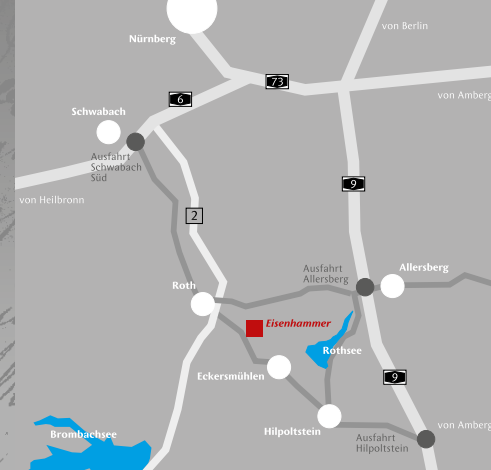 Nürnberg
von Berlin
73
6
von Amberg
Schwabach
Ausfahrt
Schwabach
Süd
9
von Heilbronn
2
Ausfahrt
Allersberg
Allersberg
Roth
Eisenhammer
Rothsee
Eckersmühlen
9
Hilpoltstein
von Amberg
Ausfahrt
Hilpoltstein
Brombachsee